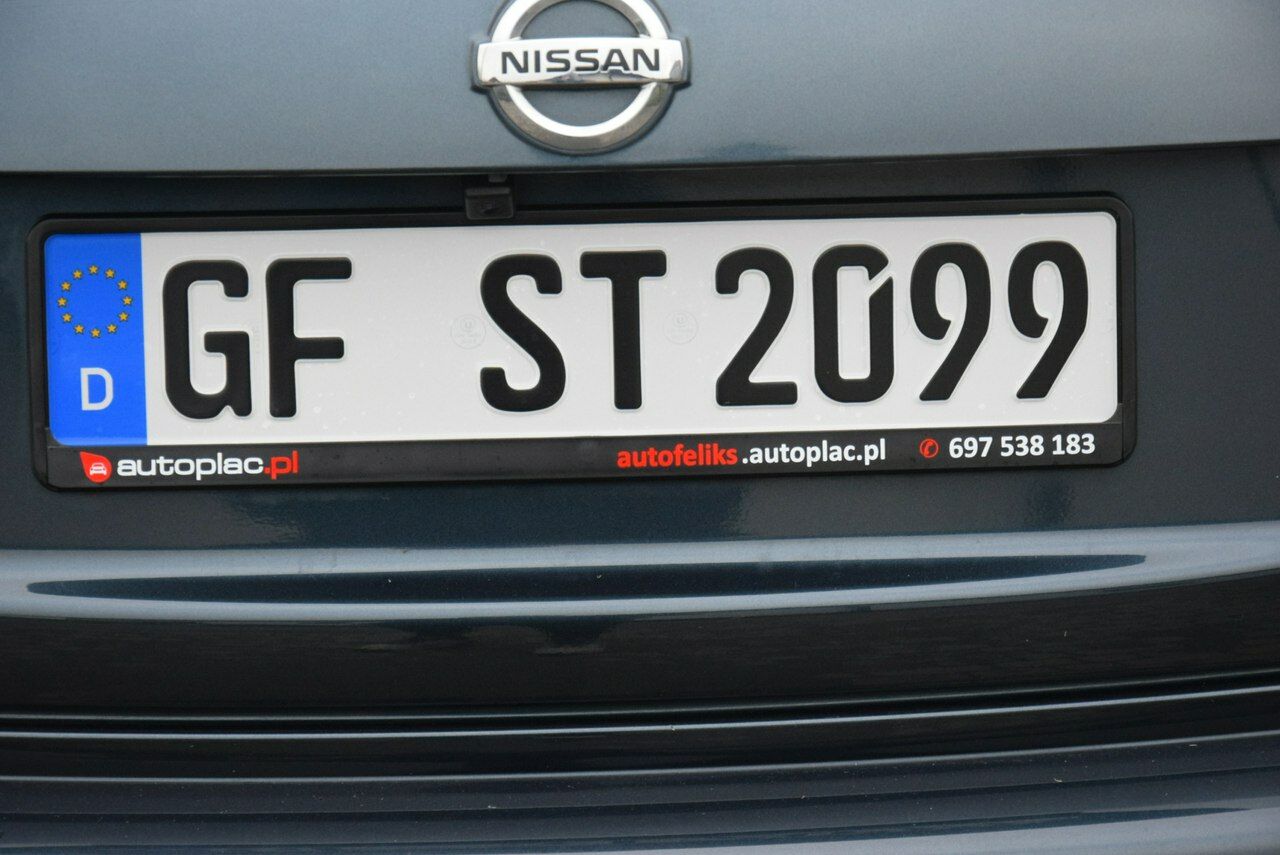 NISSAN
D
GF ST 2099
autoplac.pl autofeliks.autoplac.pl ✆ 697 538 183